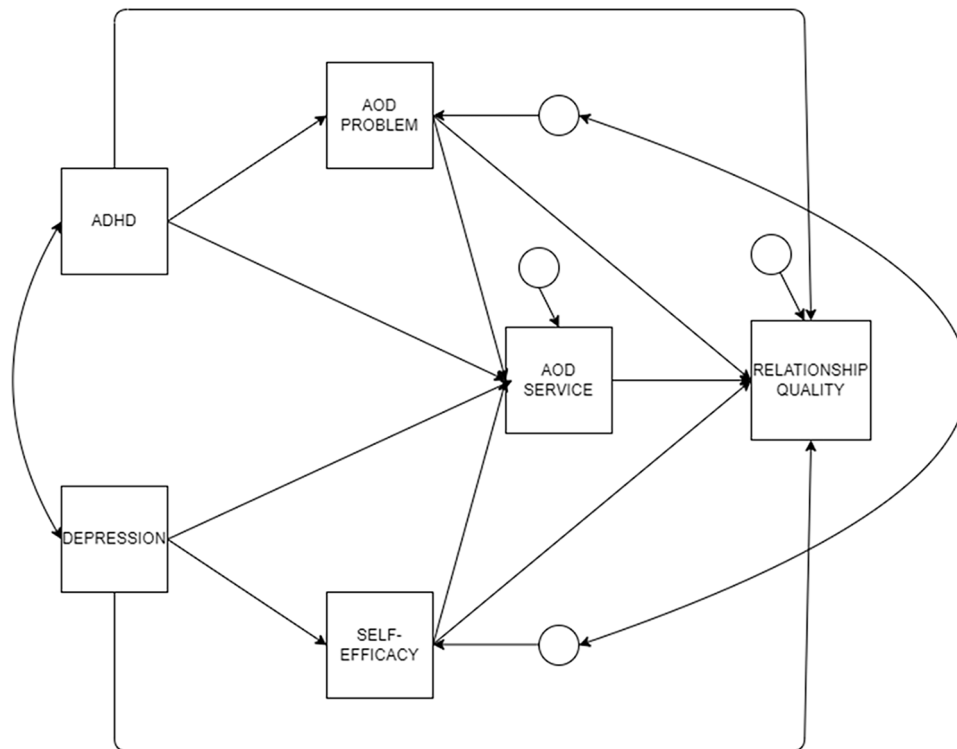 AOD
PROBLEM
ADHD
AOD
SERVICE
RELATIONSHIP
QUALITY
DEPRESSION
SELF-
EFFICACY